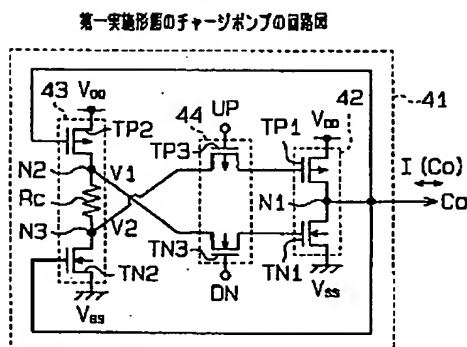 第一実施形態のチャージポンプの回路図
43
VDD
TP2
N2
V1
Rc
N3
V2
TN2
VSS
44
UP
TP3
TN3
DN
42
VDD
TP1
N1
TN1
VSS
41
I (Co)
Co